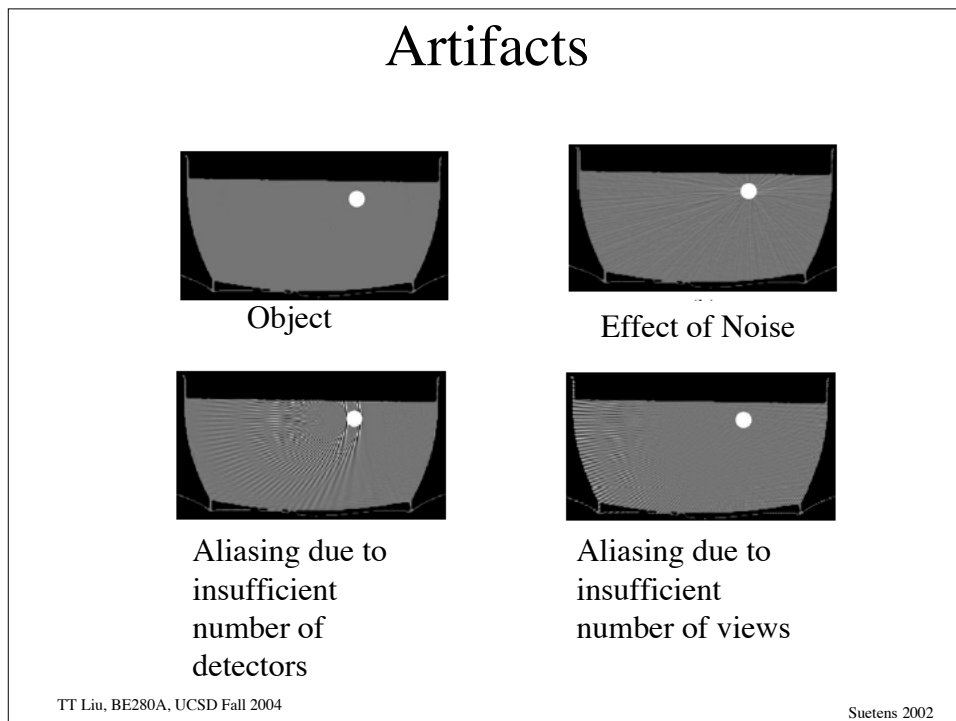 Artifacts
Object
Effect of Noise
Aliasing due to
insufficient
number of
detectors
Aliasing due to
insufficient
number of views
TT Liu, BE280A, UCSD Fall 2004
Suetens 2002